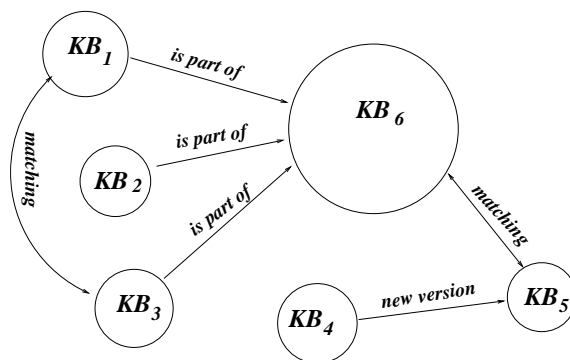 KB1
is part of
KB6
matching
is part of
KB2
is part of
matching
KB3
new version
KB4
KB5